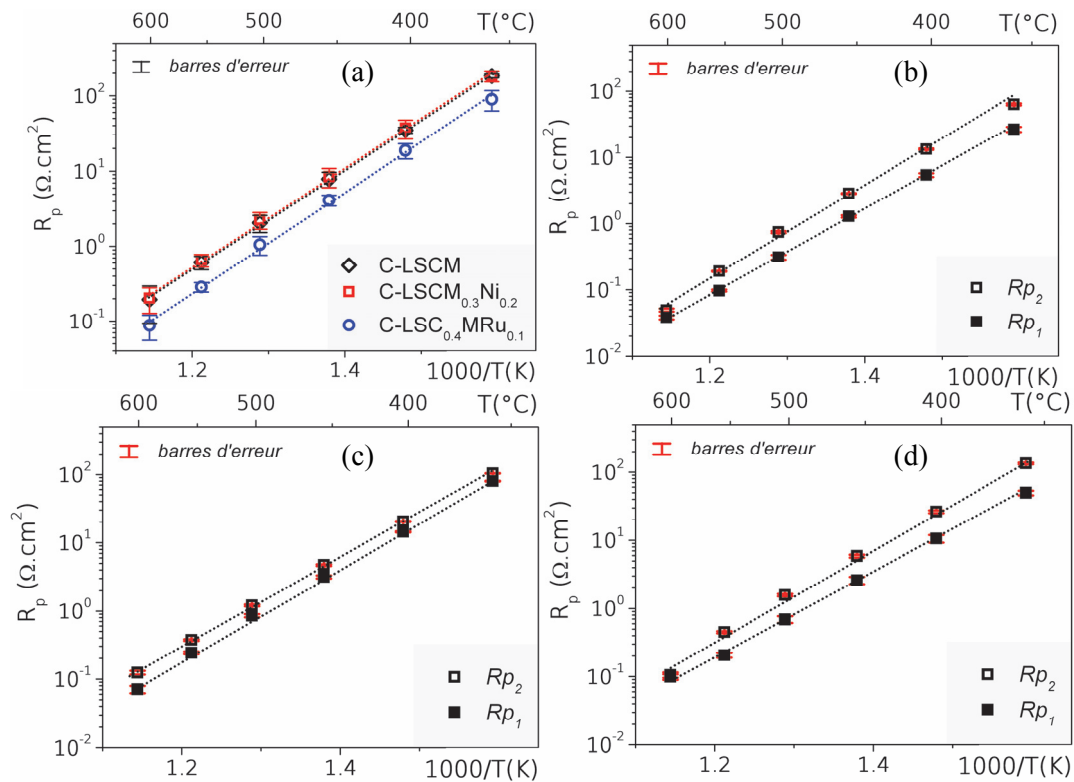 600 500 400 T(°C)
10²
10¹
10⁰
10⁻¹
R_p (Ω.cm²)
barres d'erreur
(a)
C-LSCM
C-LSCM₀.₃Ni₀.₂
C-LSC₀.₄MRu₀.₁
1.2 1.4 1000/T(K)
600 500 400 T(°C)
10²
10¹
10⁰
10⁻¹
10⁻²
R_p (Ω.cm²)
barres d'erreur
(b)
Rp₂
Rp₁
1.2 1.4 1000/T(K)
600 500 400 T(°C)
10²
10¹
10⁰
10⁻¹
10⁻²
R_p (Ω.cm²)
barres d'erreur
(c)
Rp₂
Rp₁
1.2 1.4 1000/T(K)
600 500 400 T(°C)
10²
10¹
10⁰
10⁻¹
10⁻²
R_p (Ω.cm²)
barres d'erreur
(d)
Rp₂
Rp₁
1.2 1.4 1000/T(K)